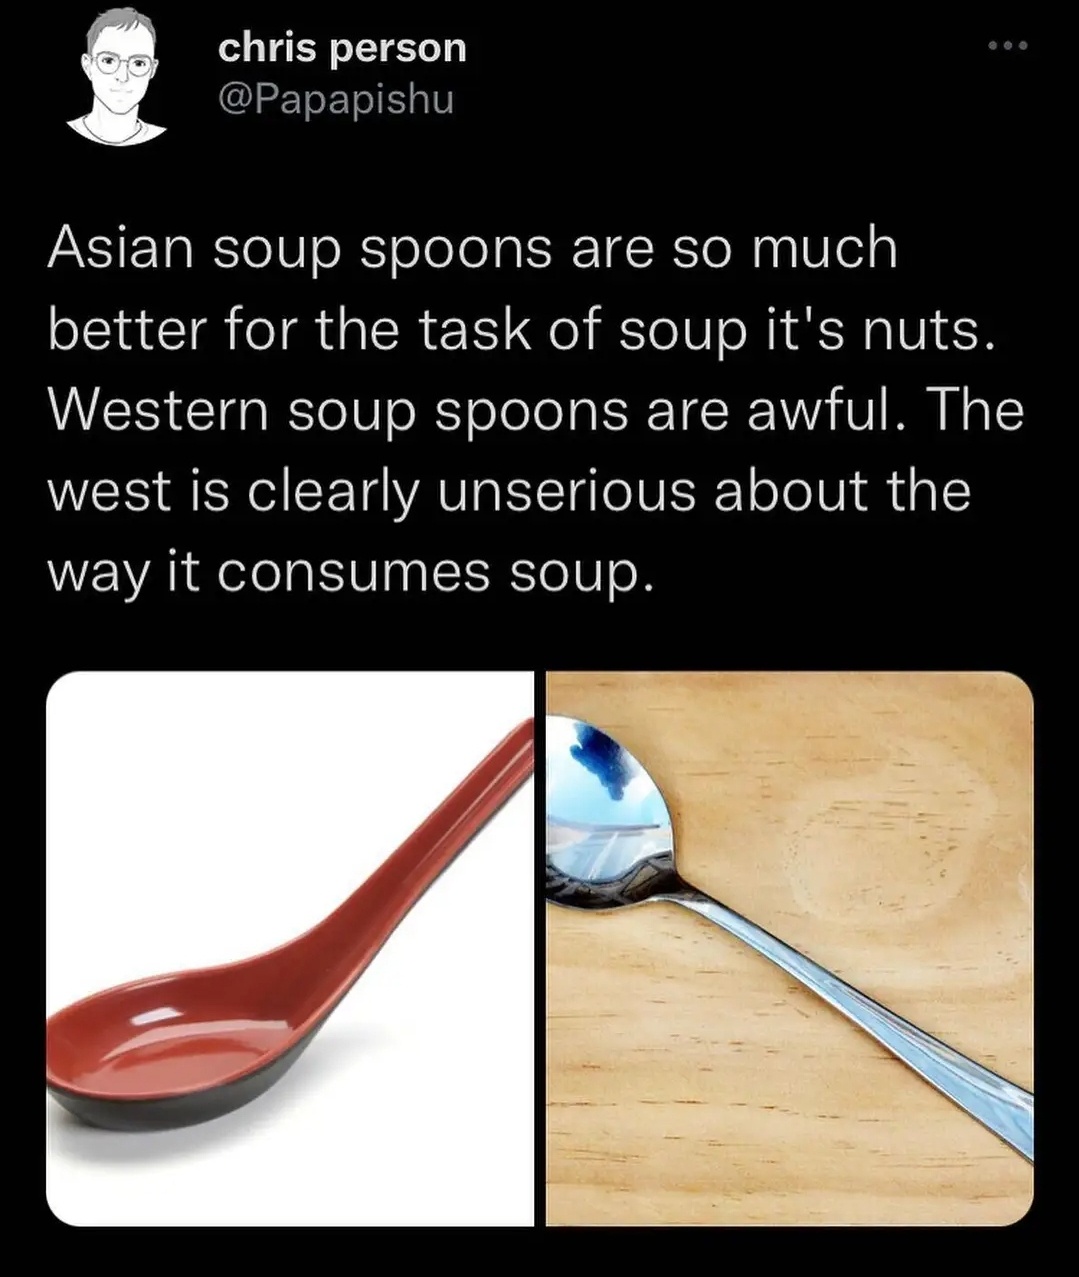 chris person
@Papapishu
Asian soup spoons are so much
better for the task of soup it's nuts.
Western soup spoons are awful. The
west is clearly unserious about the
way it consumes soup.